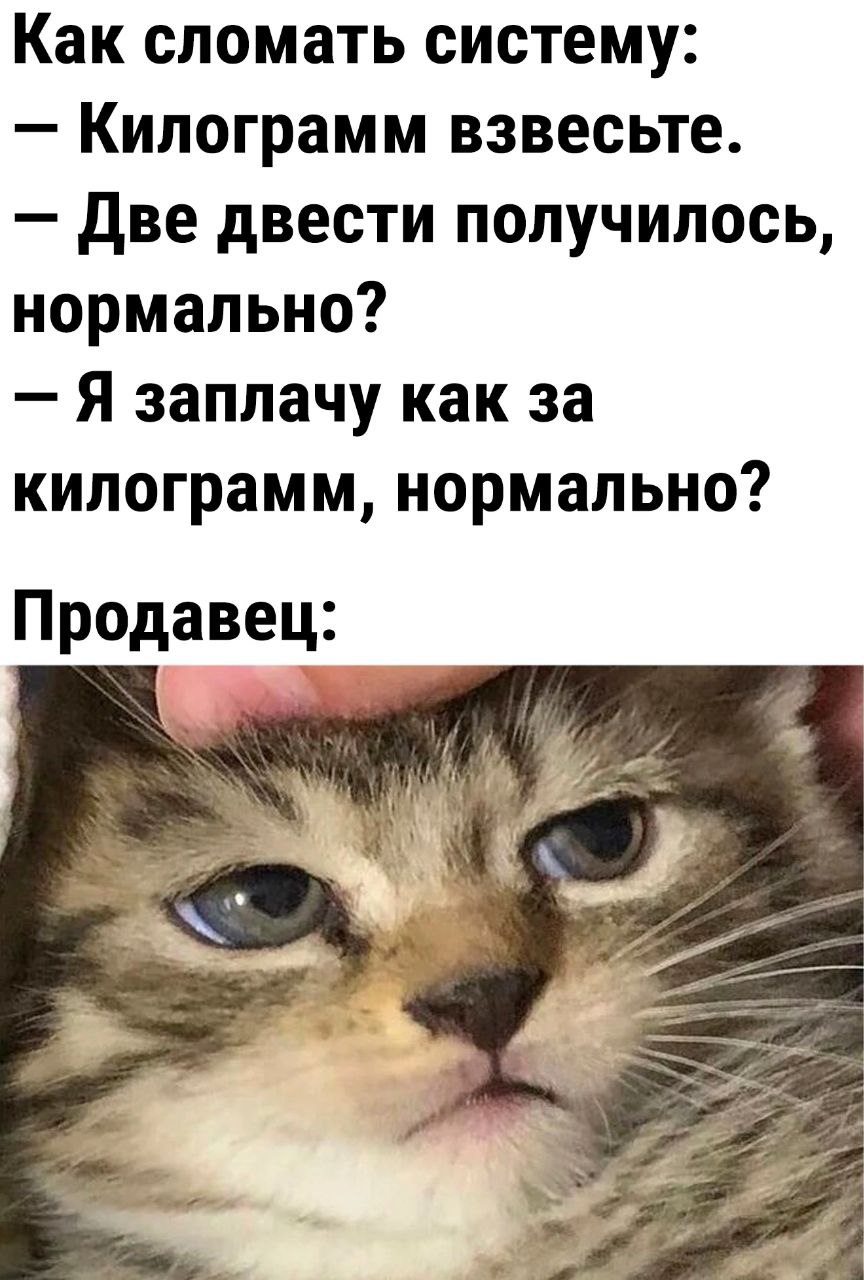 Как сломать систему:
– Килограмм взвесьте.
– Две двести получилось,
нормально?
– Я заплачу как за
килограмм, нормально?
Продавец: